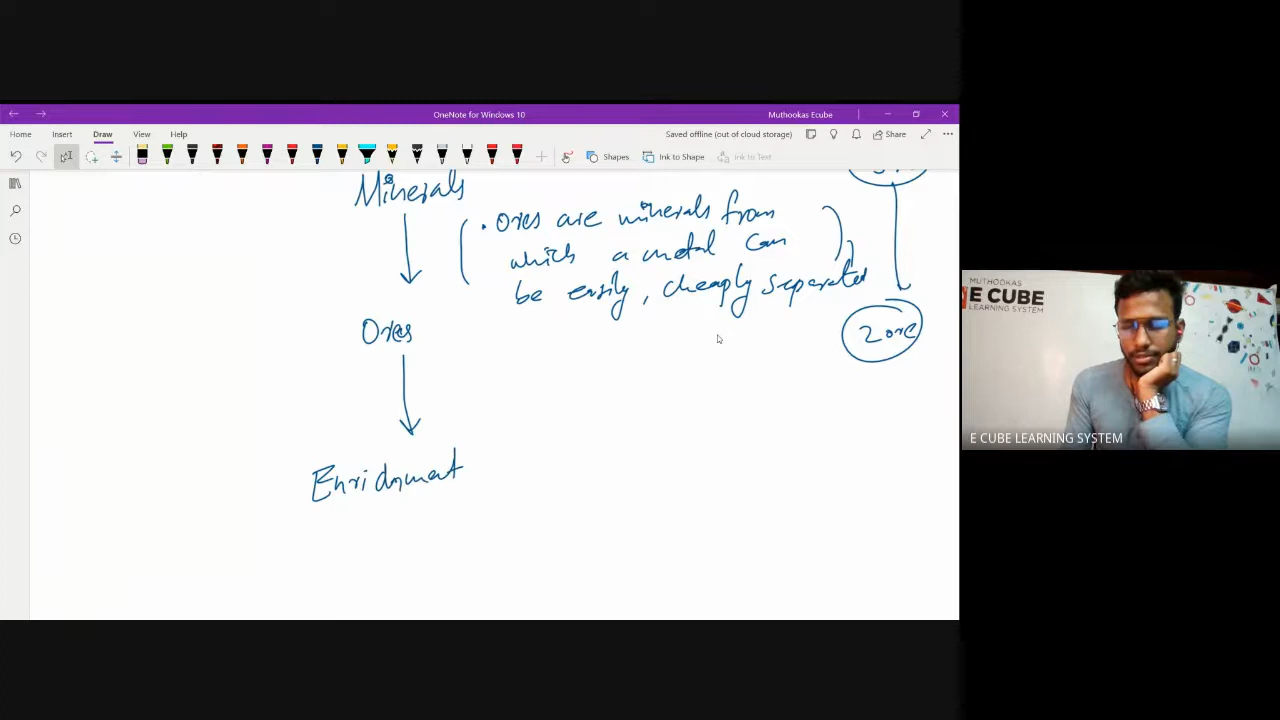 OneNote for Windows 10
Muthookas Ecube
Home Insert Draw View Help
Saved offline (out of cloud storage)
Share
Shapes
Ink to Shape
Ink to Text
Minerals
. Ores are minerals from
which a metal can
be easily, cheaply separated
Ores
2 ore
Enrichment
MUTHOOKAS
E CUBE
LEARNING SYSTEM
E CUBE LEARNING SYSTEM